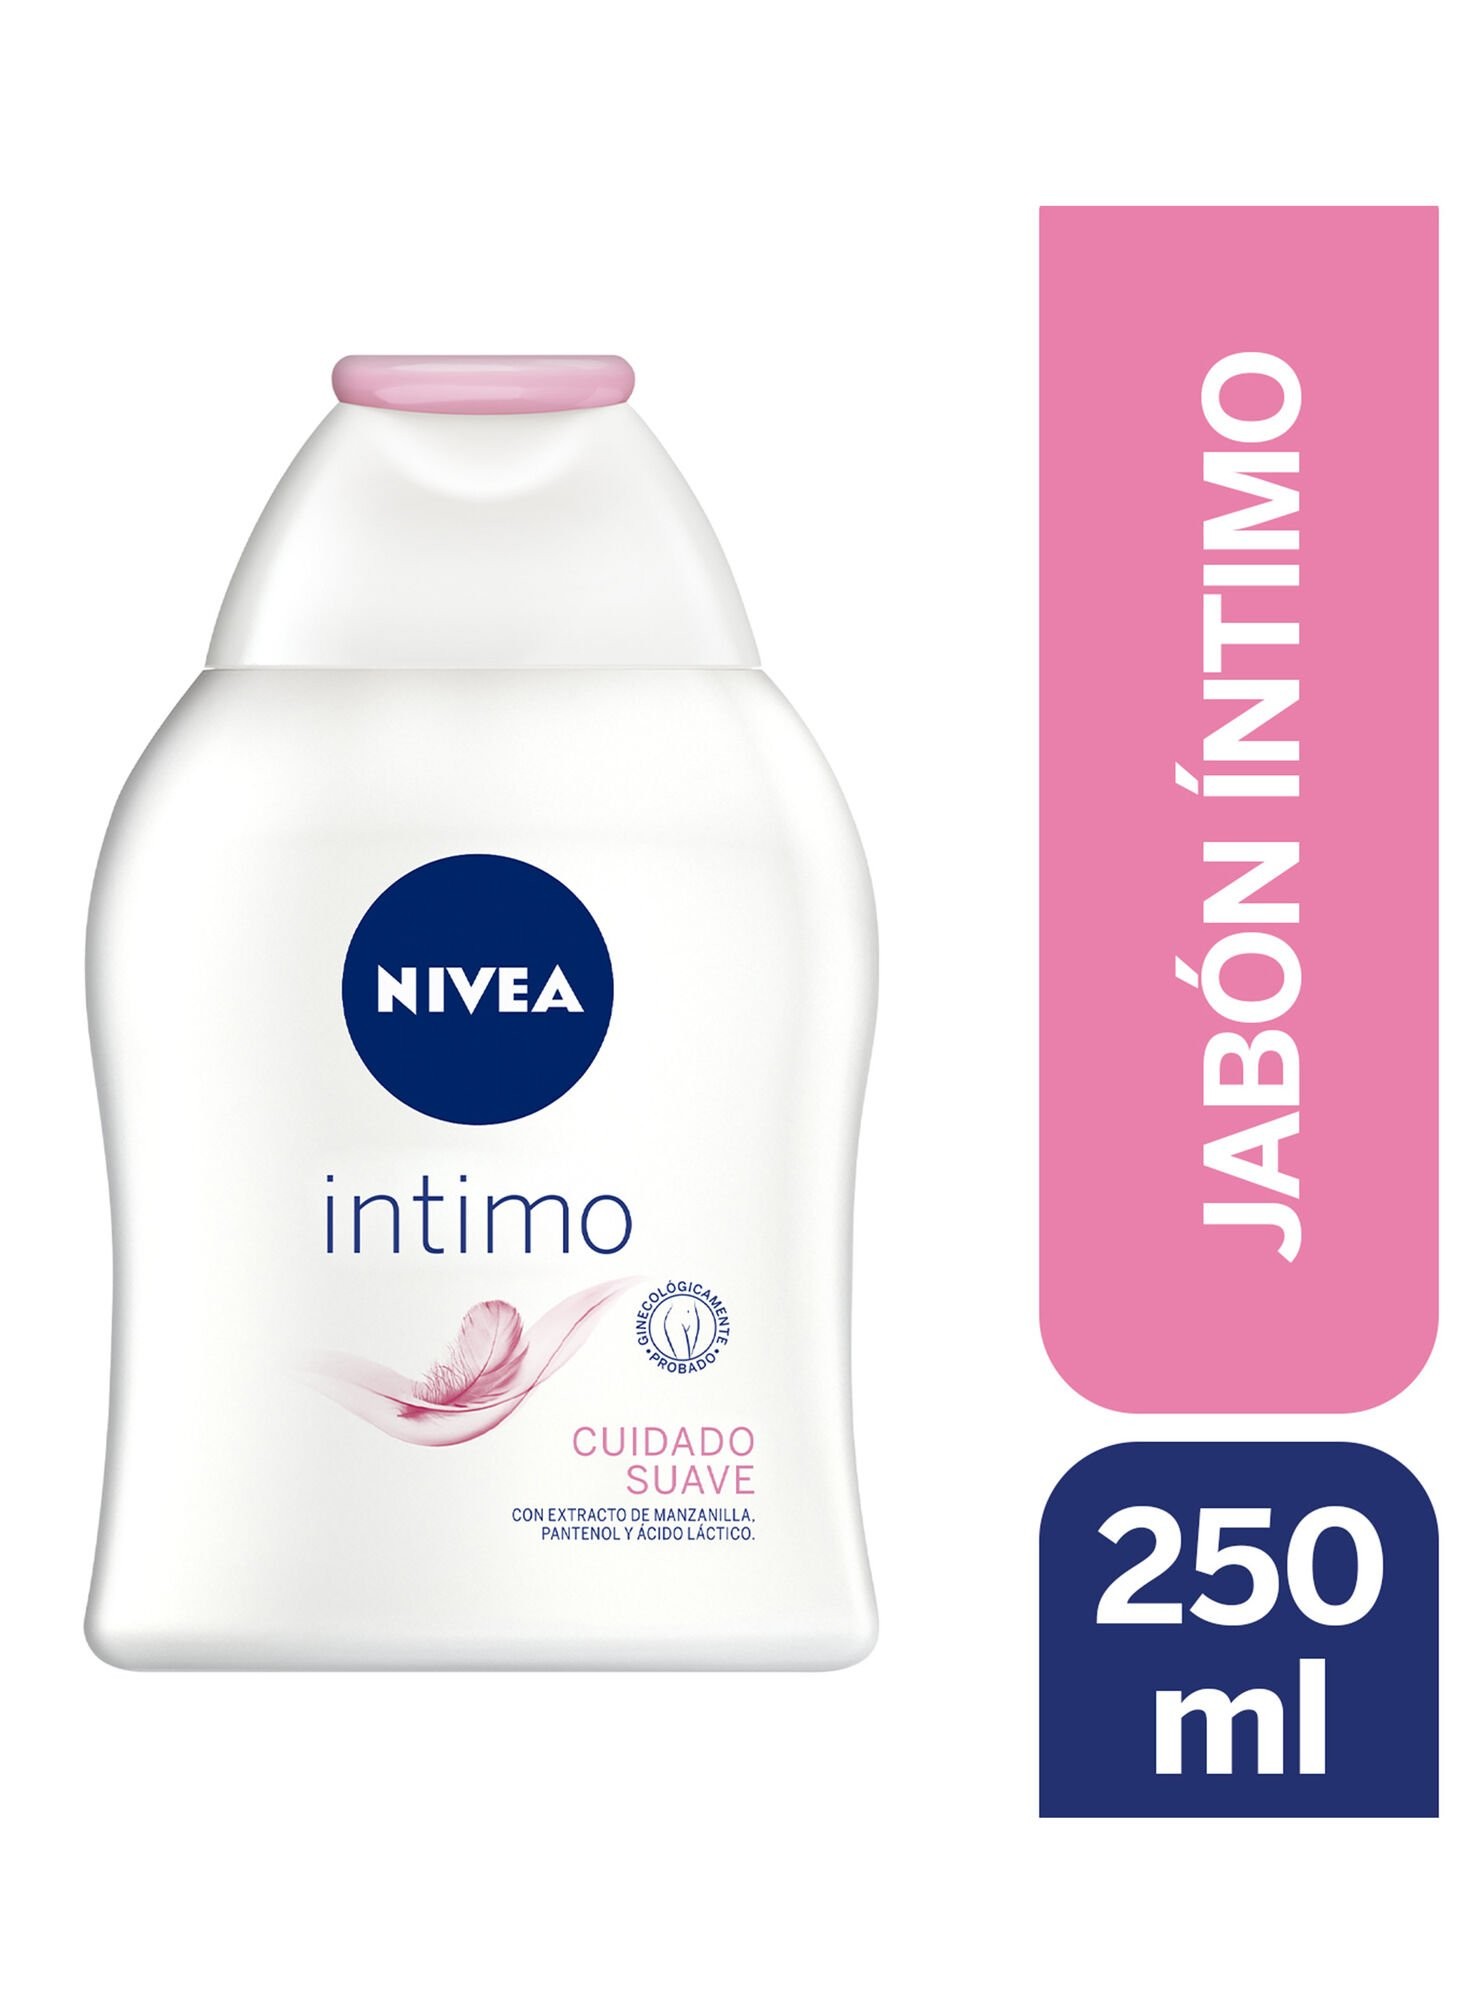 NIVEA
intimo
GINECOLÓGICAMENTE
• PROBADO •
CUIDADO
SUAVE
CON EXTRACTO DE MANZANILLA,
PANTENOL Y ÁCIDO LÁCTICO.
JABÓN ÍNTIMO
250
ml